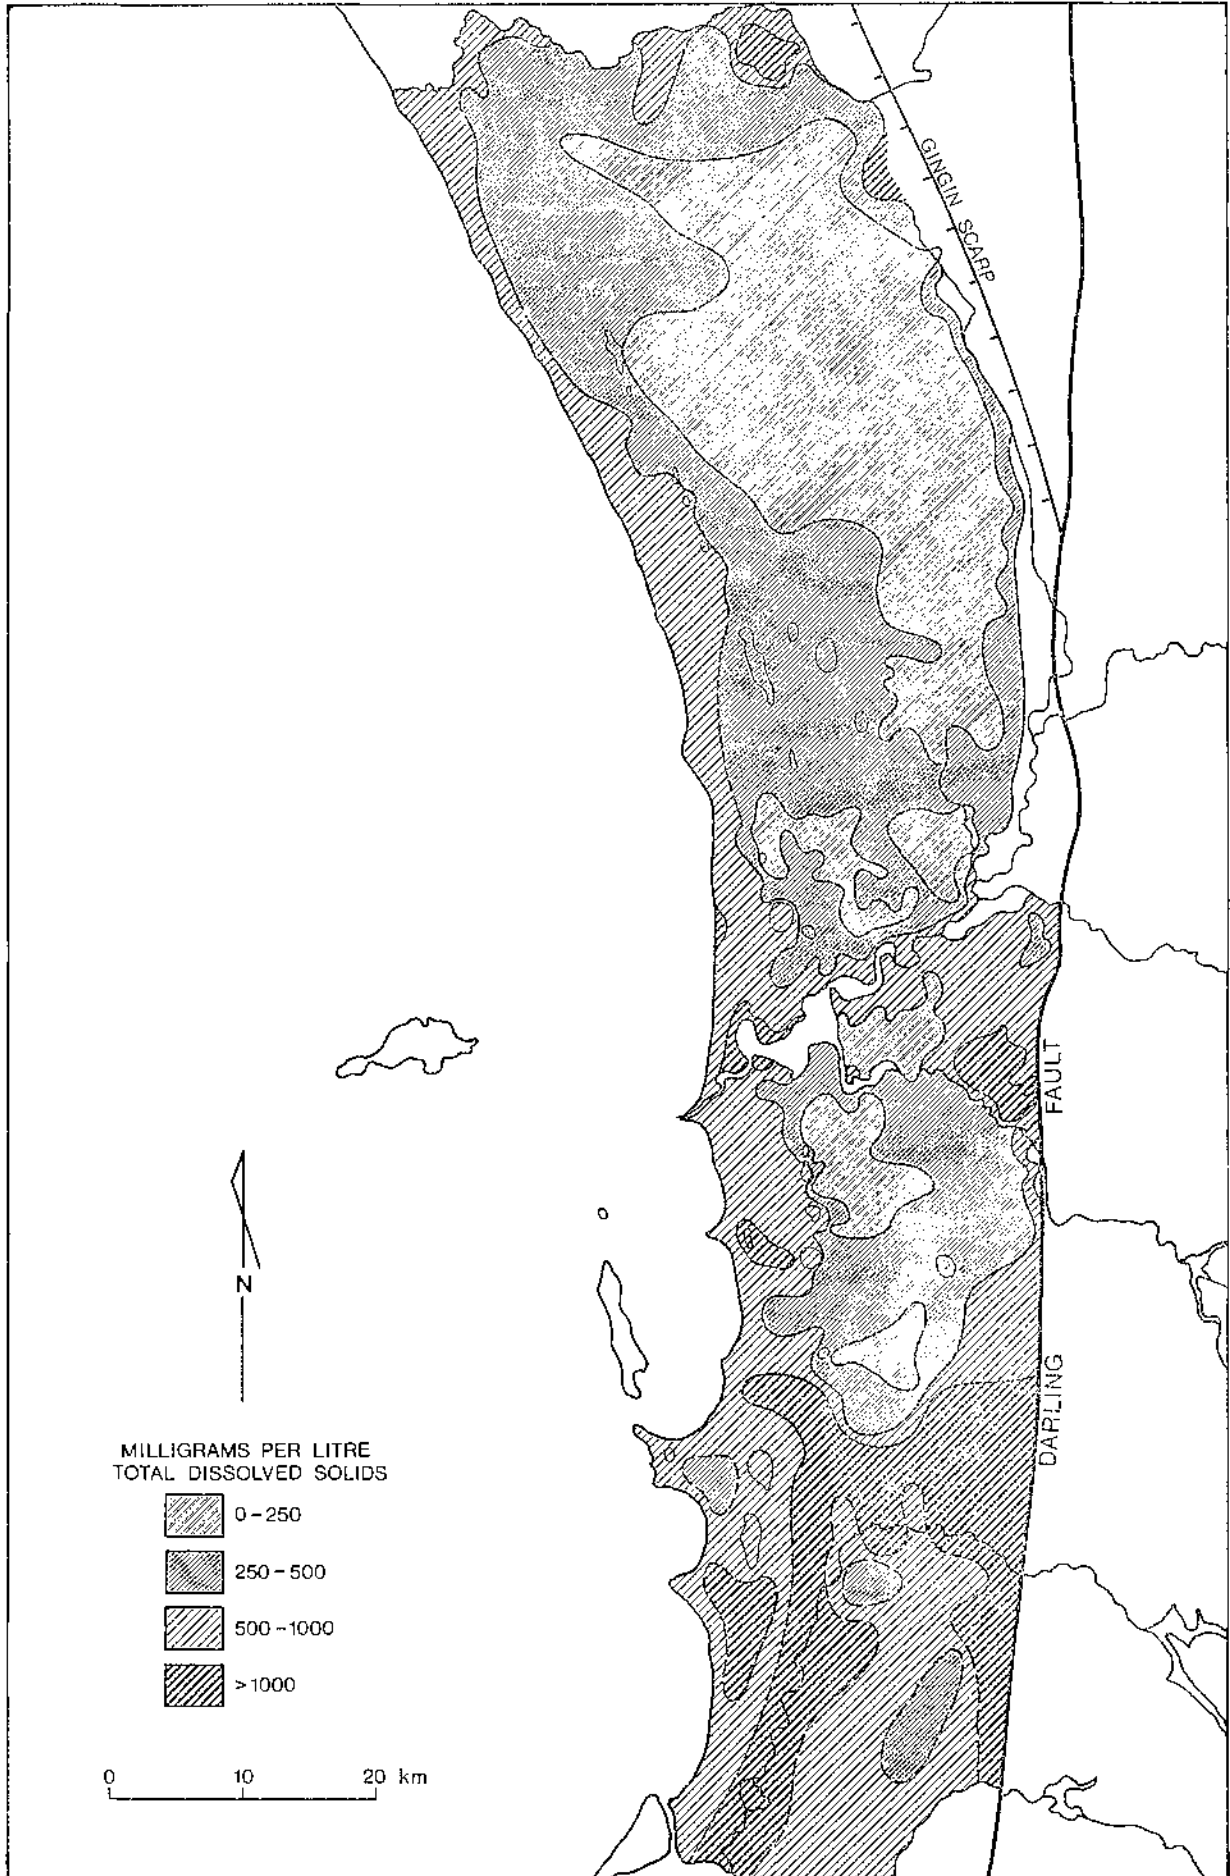 GINGIN SCARP
FAULT
DARLING
N
MILLIGRAMS PER LITRE
TOTAL DISSOLVED SOLIDS
0-250
250-500
500-1000
>1000
0 10 20 km